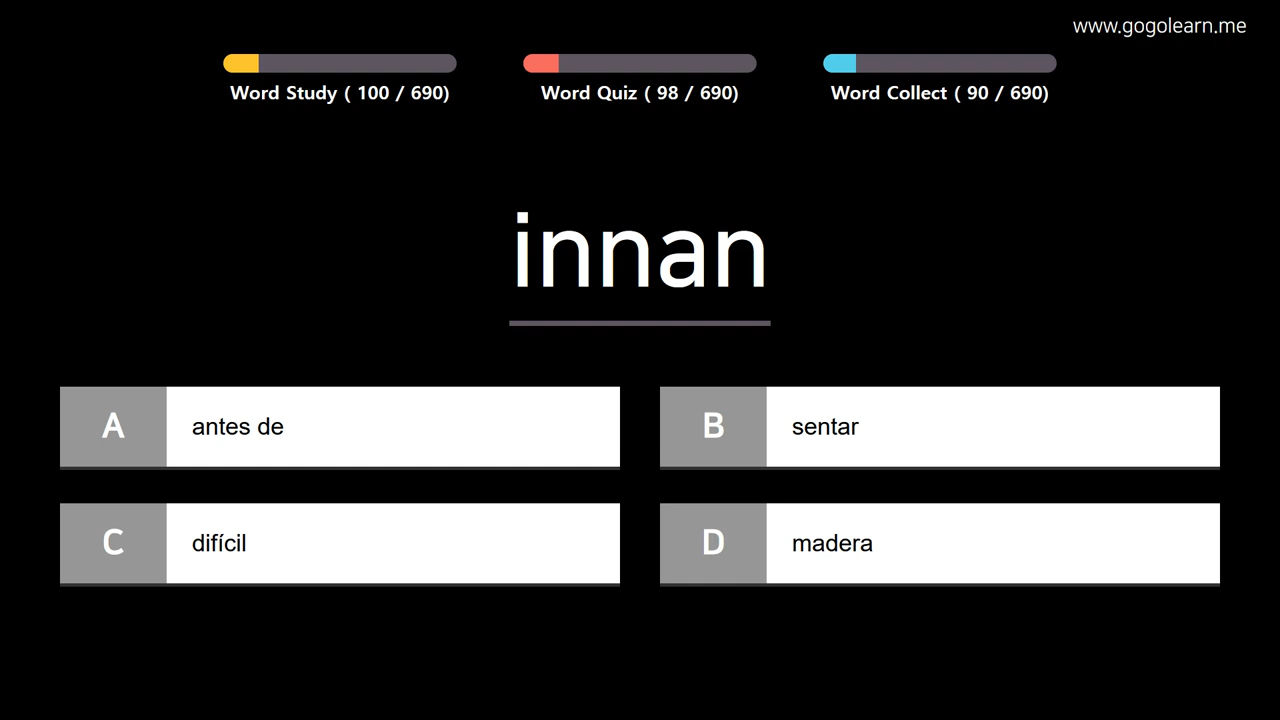 www.gogolearn.me
Word Study ( 100 / 690)
Word Quiz ( 98 / 690)
Word Collect ( 90 / 690)
innan
A antes de
B sentar
C difícil
D madera